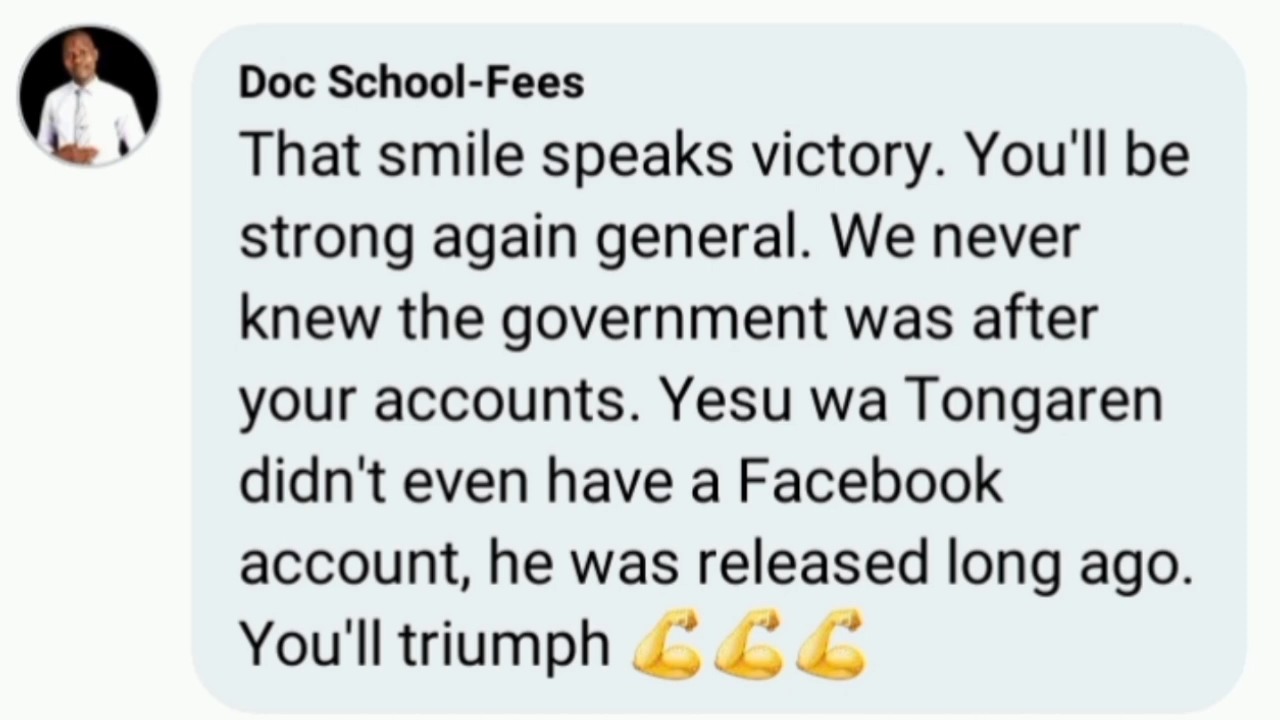 Doc School-Fees
That smile speaks victory. You'll be
strong again general. We never
knew the government was after
your accounts. Yesu wa Tongaren
didn't even have a Facebook
account, he was released long ago.
You'll triumph 💪💪💪